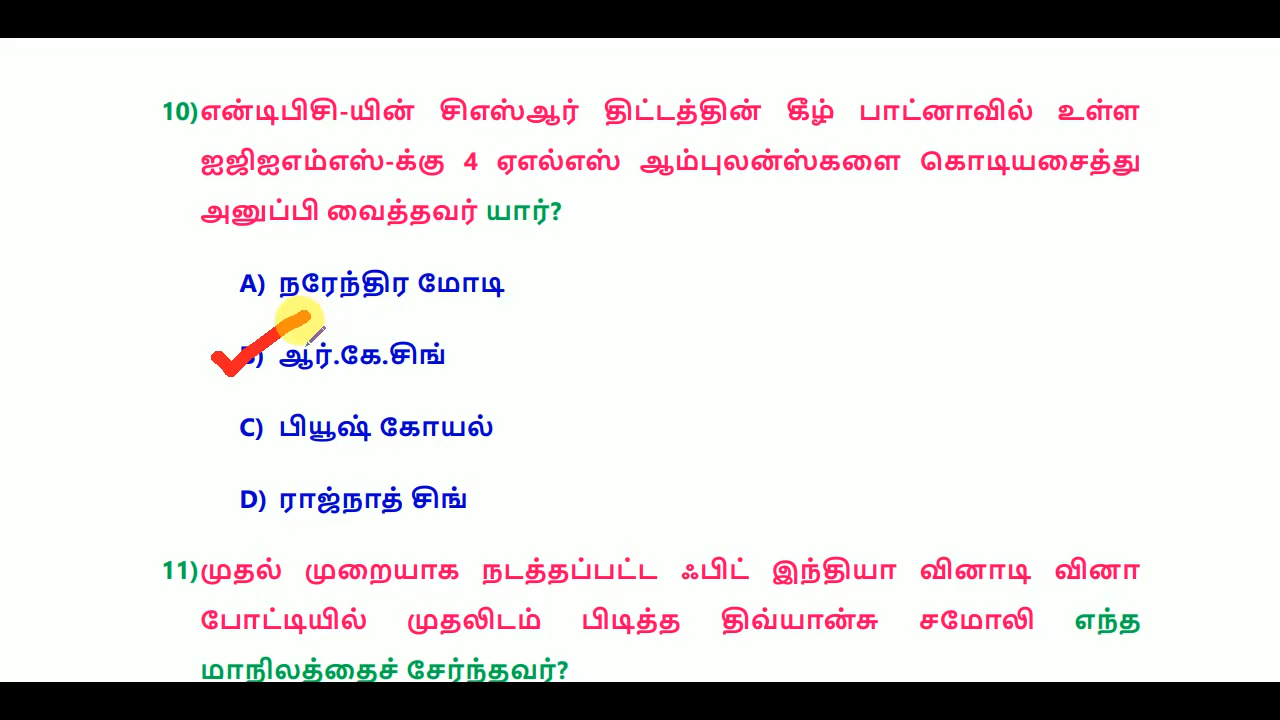 10)என்டிபிசி-யின் சிஎஸ்ஆர் திட்டத்தின் கீழ் பாட்னாவில் உள்ள
ஐஜிஐஎம்எஸ்-க்கு 4 ஏஎல்எஸ் ஆம்புலன்ஸ்களை கொடியசைத்து
அனுப்பி வைத்தவர் யார்?
A) நரேந்திர மோடி
B) ஆர்.கே.சிங்
C) பியூஷ் கோயல்
D) ராஜ்நாத் சிங்
11)முதல் முறையாக நடத்தப்பட்ட ஃபிட் இந்தியா வினாடி வினா
போட்டியில் முதலிடம் பிடித்த திவ்யான்சு சமோலி எந்த
மாநிலத்தைச் சேர்ந்தவர்?